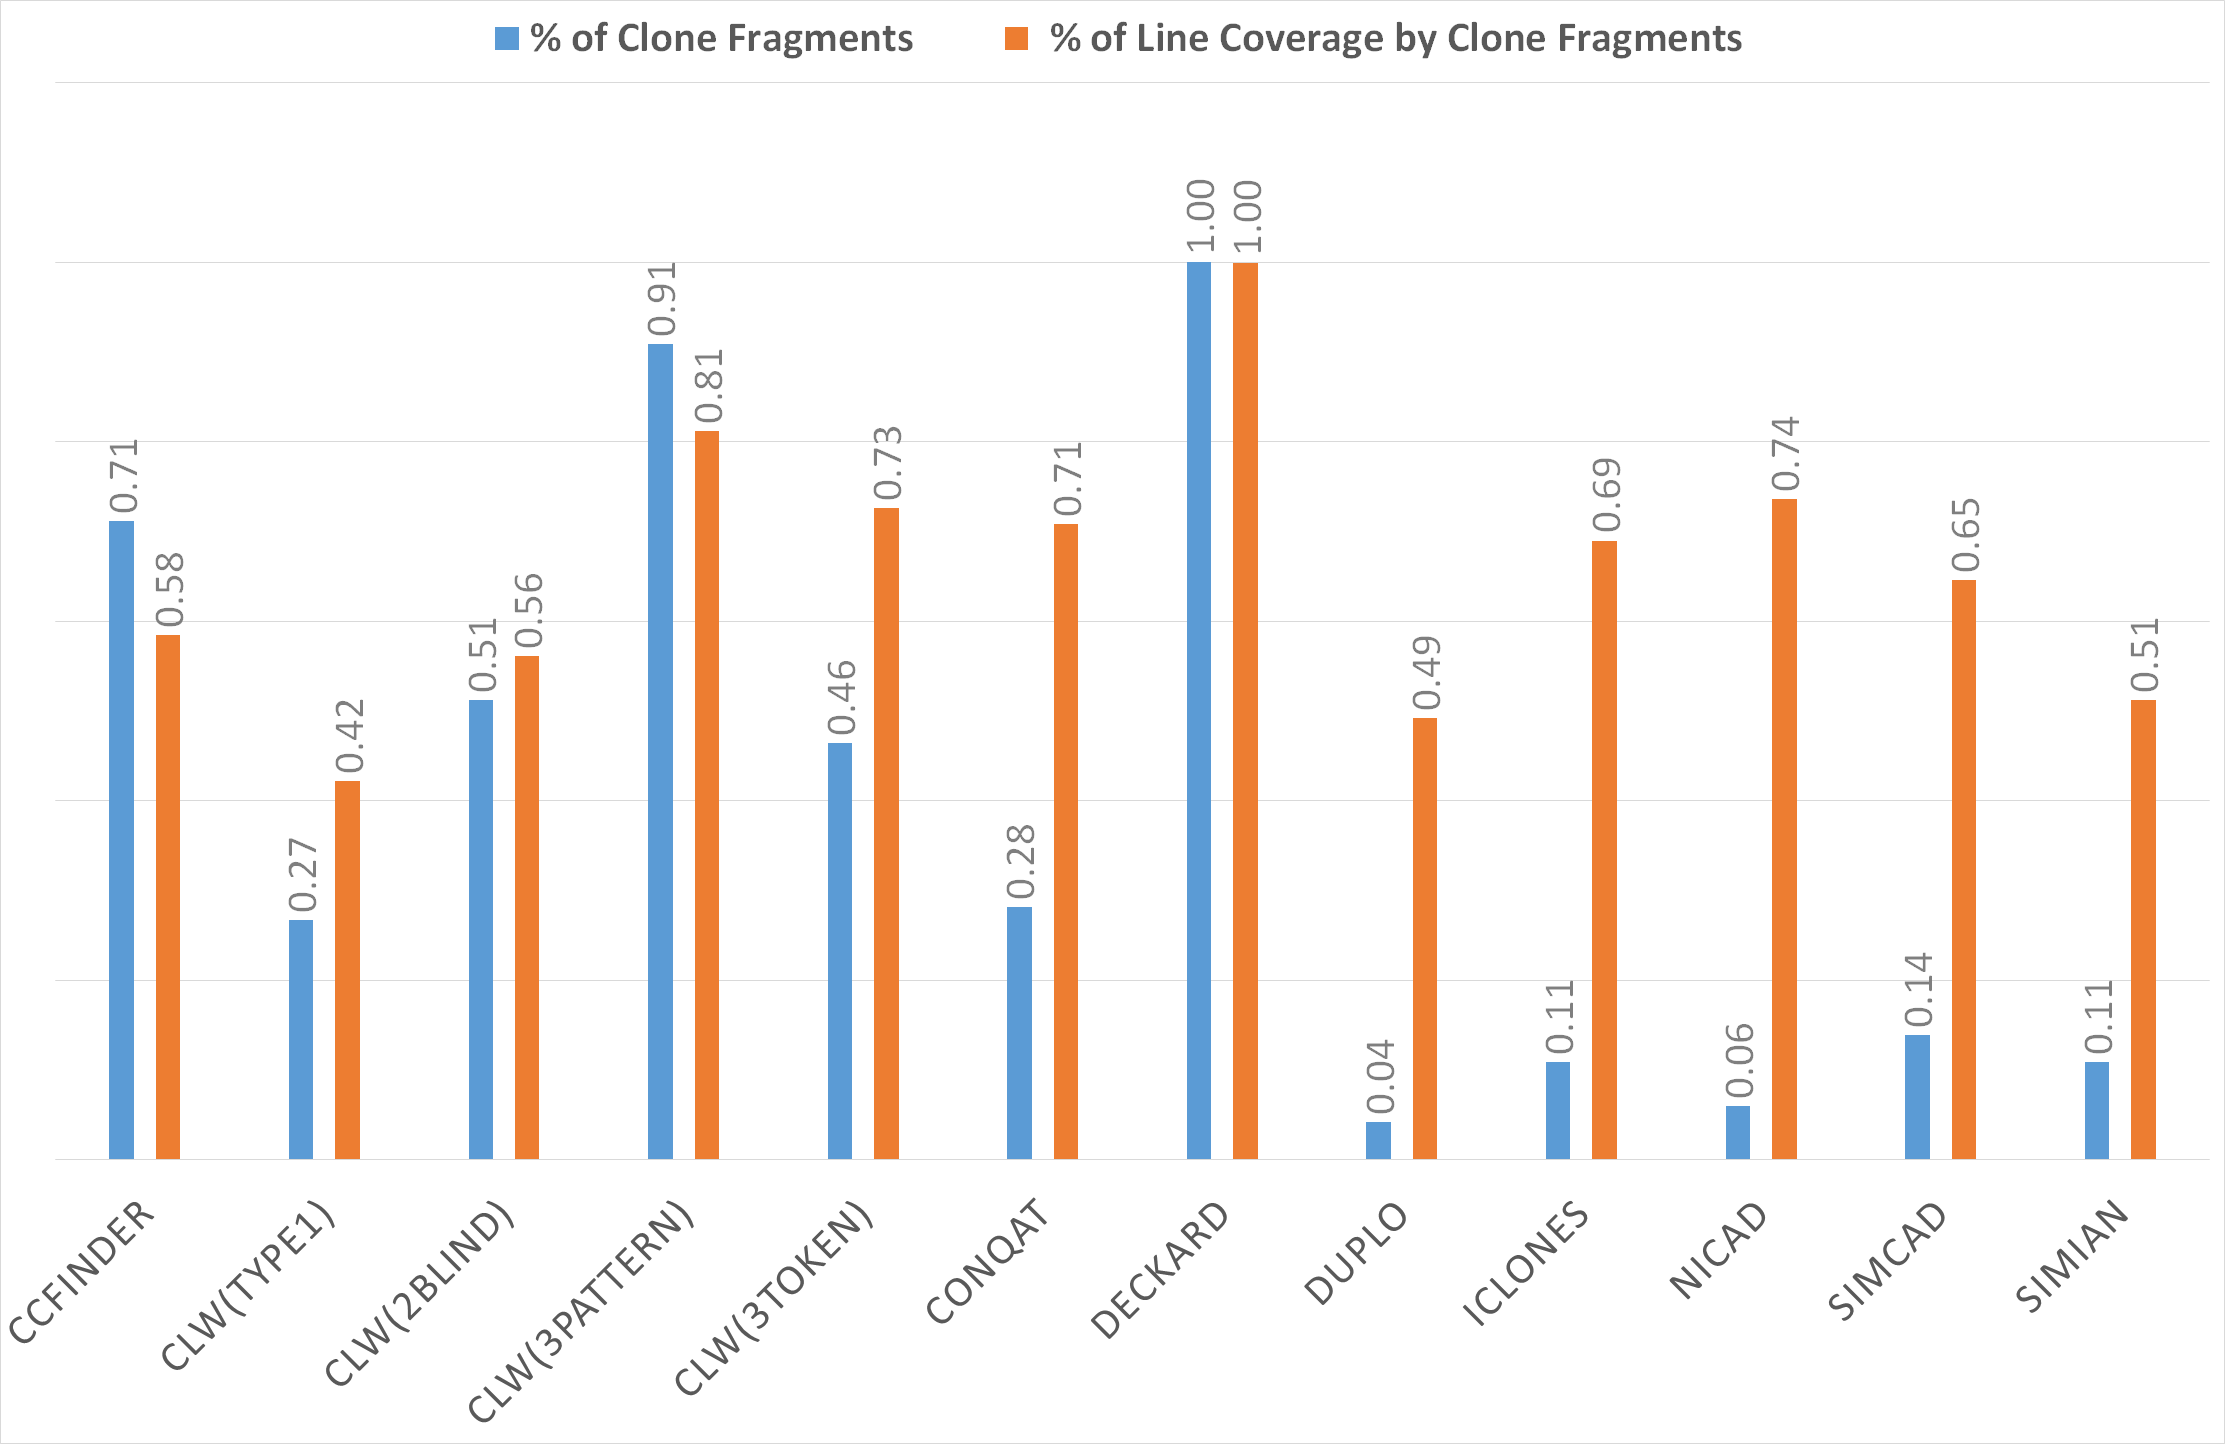 % of Clone Fragments % of Line Coverage by Clone Fragments
0.71
0.58
0.27
0.42
0.51
0.56
0.91
0.81
0.46
0.73
0.28
0.71
1.00
1.00
0.04
0.49
0.11
0.69
0.06
0.74
0.14
0.65
0.11
0.51
CCFINDER
CLW(TYPE1)
CLW(2BLIND)
CLW(3PATTERN)
CLW(3TOKEN)
CONQAT
DECKARD
DUPLO
ICLONES
NICAD
SIMCAD
SIMIAN